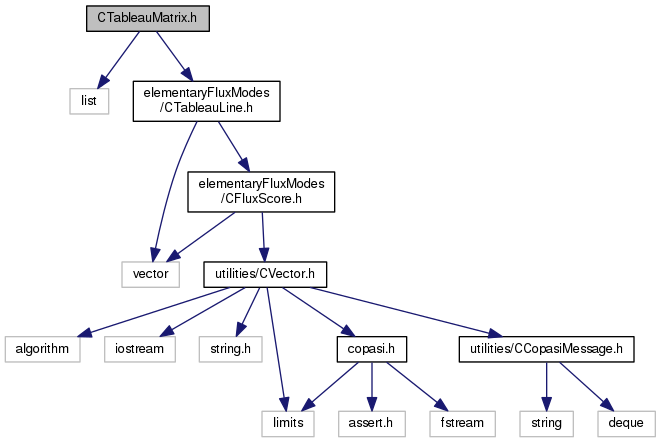 CTableauMatrix.h
list
elementaryFluxModes
/CTableauLine.h
elementaryFluxModes
/CFluxScore.h
vector
utilities/CVector.h
algorithm
iostream
string.h
copasi.h
utilities/CCopasiMessage.h
limits
assert.h
fstream
string
deque